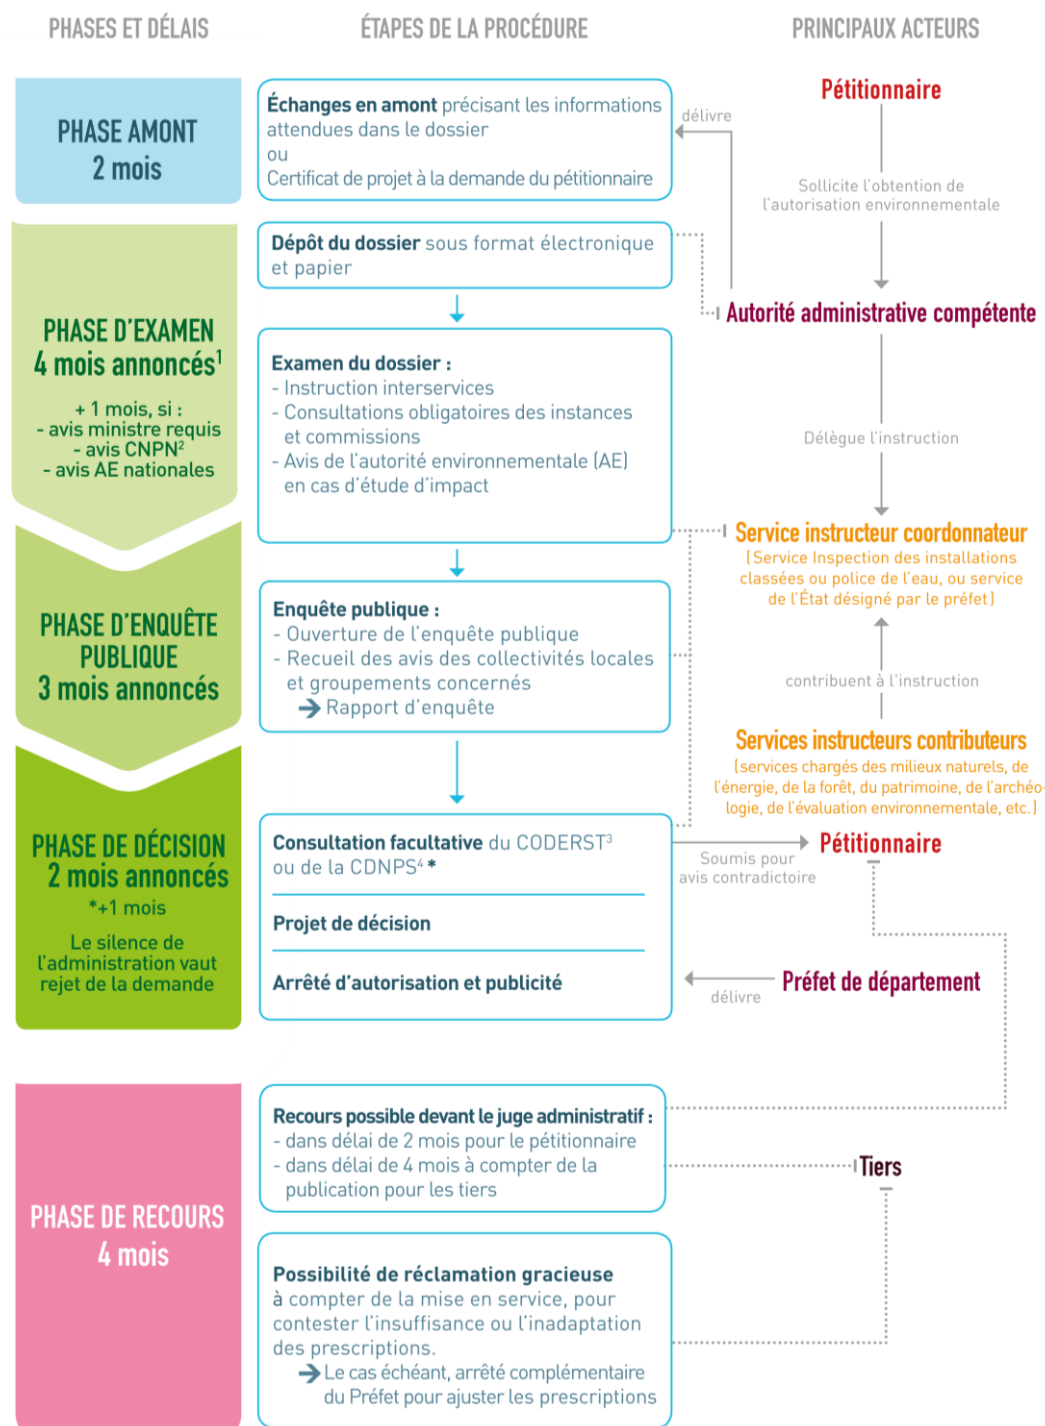 PHASES ET DÉLAIS
ÉTAPES DE LA PROCÉDURE
PRINCIPAUX ACTEURS
PHASE AMONT
2 mois
Échanges en amont précisant les informations
attendues dans le dossier
ou
Certificat de projet à la demande du pétitionnaire
délivre
Pétitionnaire
Sollicite l'obtention de
l'autorisation environnementale
Dépôt du dossier sous format électronique
et papier
Autorité administrative compétente
PHASE D'EXAMEN
4 mois annoncés¹
+ 1 mois, si :
- avis ministre requis
- avis CNPN²
- avis AE nationales
Examen du dossier :
- Instruction interservices
- Consultations obligatoires des instances
et commissions
- Avis de l'autorité environnementale (AE)
en cas d'étude d'impact
Délègue l'instruction
Service instructeur coordonnateur
(Service Inspection des installations
classées ou police de l'eau, ou service
de l'État désigné par le préfet)
PHASE D'ENQUÊTE
PUBLIQUE
3 mois annoncés
Enquête publique :
- Ouverture de l'enquête publique
- Recueil des avis des collectivités locales
et groupements concernés
→ Rapport d'enquête
contribuent à l'instruction
Services instructeurs contributeurs
(services chargés des milieux naturels, de
l'énergie, de la forêt, du patrimoine, de l'archéo-
logie, de l'évaluation environnementale, etc.)
PHASE DE DÉCISION
2 mois annoncés
*+1 mois
Le silence de
l'administration vaut
rejet de la demande
Consultation facultative du CODERST³
ou de la CDNPS⁴ *
Projet de décision
Arrêté d'autorisation et publicité
Soumis pour
avis contradictoire
Pétitionnaire
délivre
Préfet de département
PHASE DE RECOURS
4 mois
Recours possible devant le juge administratif :
- dans délai de 2 mois pour le pétitionnaire
- dans délai de 4 mois à compter de la
publication pour les tiers
Tiers
Possibilité de réclamation gracieuse
à compter de la mise en service, pour
contester l'insuffisance ou l'inadaptation
des prescriptions.
→ Le cas échéant, arrêté complémentaire
du Préfet pour ajuster les prescriptions